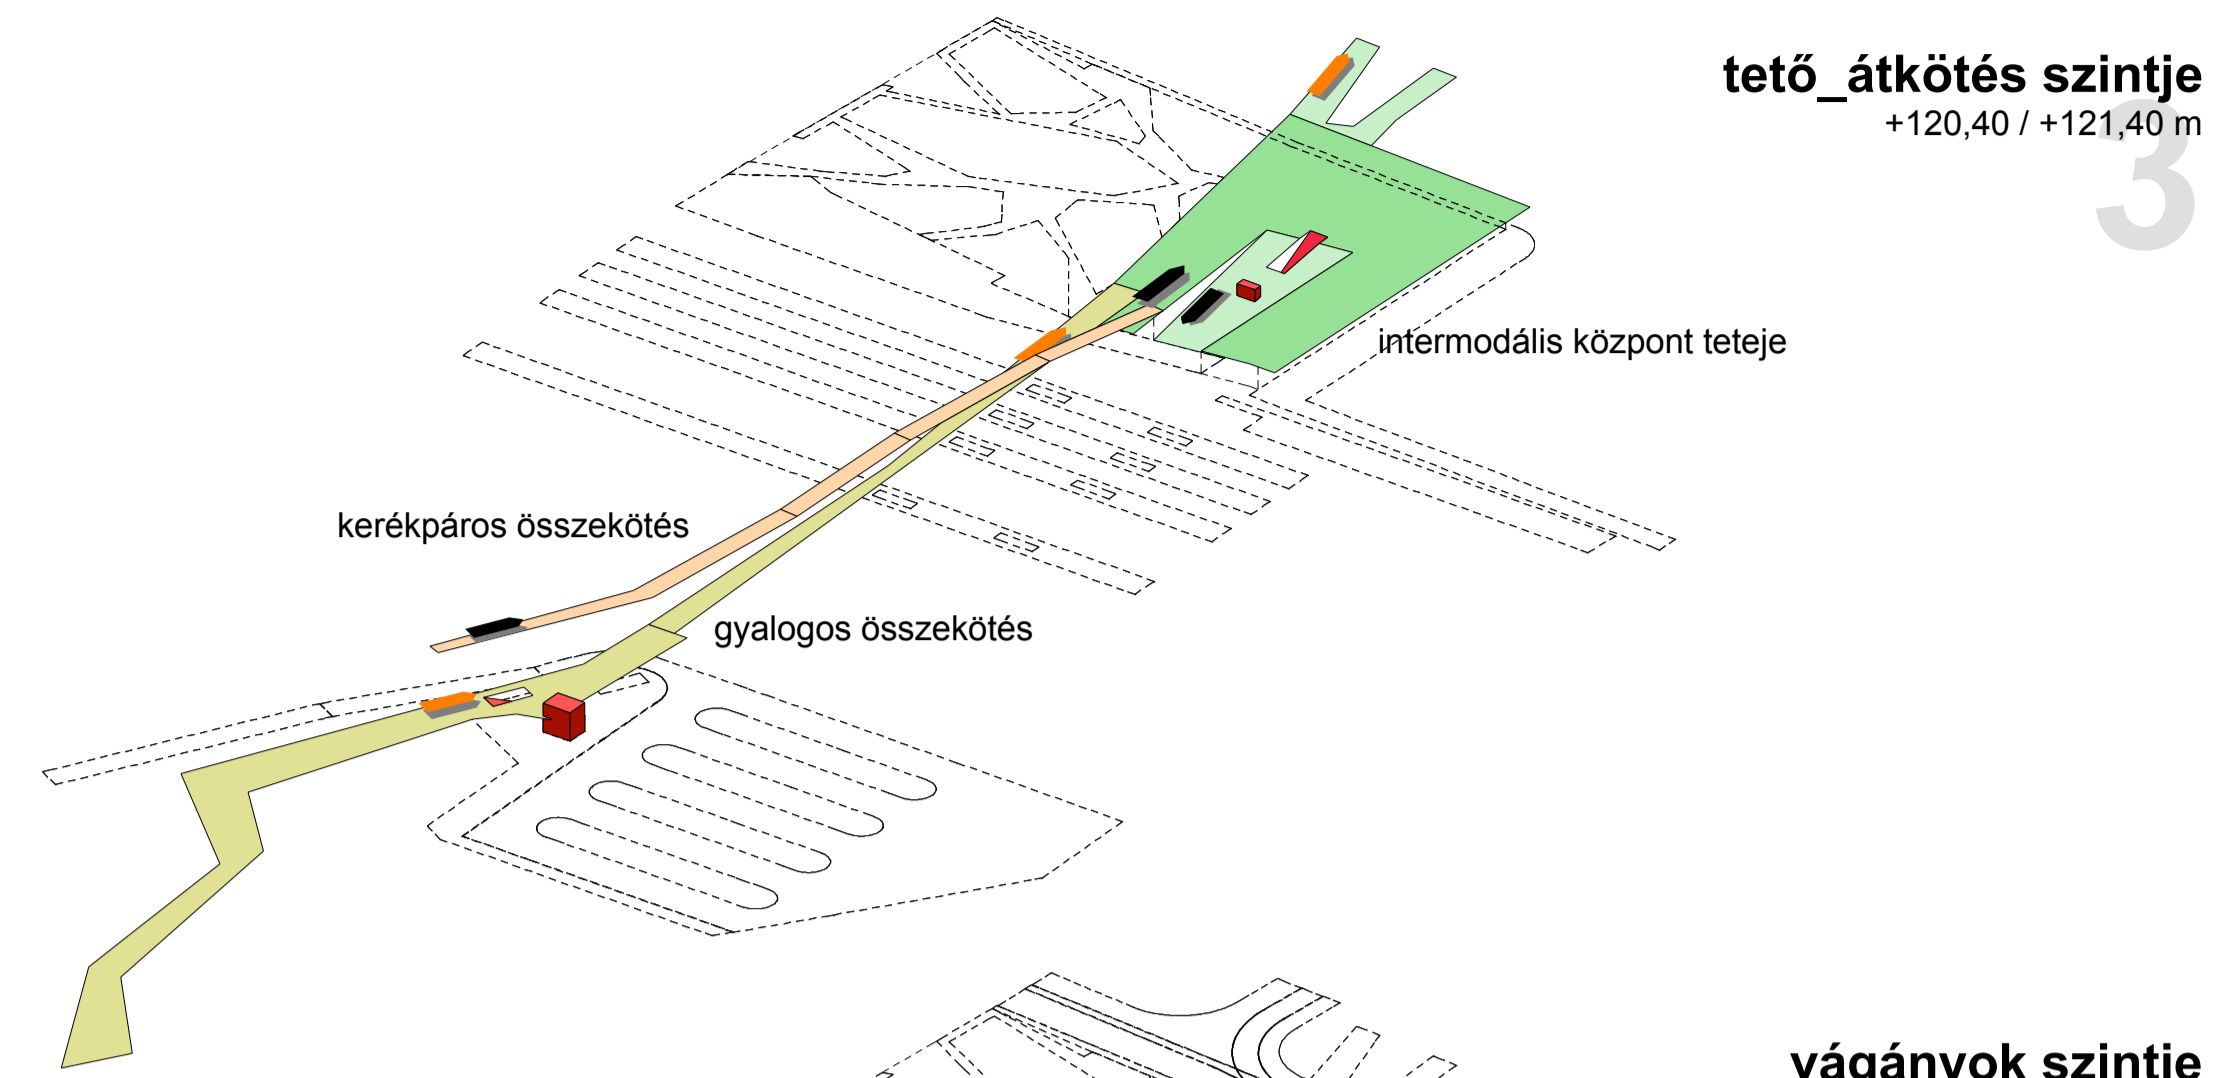 tető_átkötés szintje
+120,40 / +121,40 m
3
intermodális központ teteje
kerékpáros összekötés
gyalogos összekötés
vágányok szintje